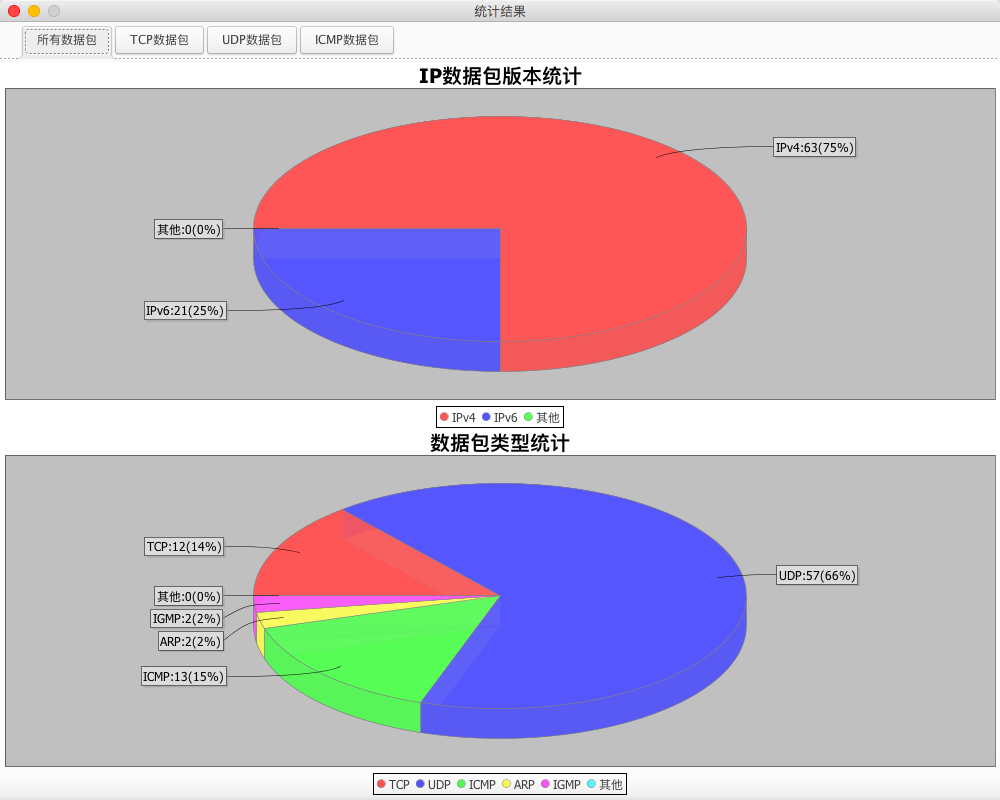 统计结果
所有数据包 TCP数据包 UDP数据包 ICMP数据包
IP数据包版本统计
IPv4:63(75%)
其他:0(0%)
IPv6:21(25%)
IPv4 IPv6 其他
数据包类型统计
TCP:12(14%)
UDP:57(66%)
其他:0(0%)
IGMP:2(2%)
ARP:2(2%)
ICMP:13(15%)
TCP UDP ICMP ARP IGMP 其他